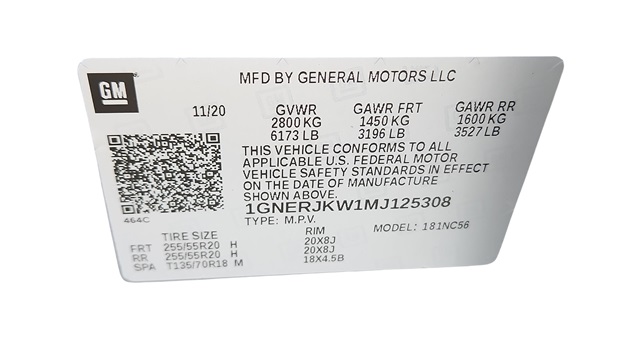 GM
MFD BY GENERAL MOTORS LLC
11/20 GVWR GAWR FRT GAWR RR
2800 KG 1450 KG 1600 KG
6173 LB 3196 LB 3527 LB
THIS VEHICLE CONFORMS TO ALL
APPLICABLE U.S. FEDERAL MOTOR
VEHICLE SAFETY STANDARDS IN EFFECT
ON THE DATE OF MANUFACTURE
SHOWN ABOVE.
464C
1GNERJKW1MJ125308
TYPE: M.P.V. MODEL: 181NC56
TIRE SIZE RIM
FRT 255/55R20 H 20X8J
RR 255/55R20 H 20X8J
SPA T135/70R18 M 18X4.5B